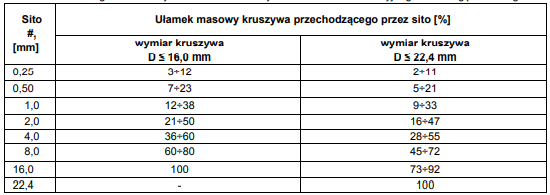 Sito #, [mm] Ułamek masowy kruszywa przechodzącego przez sito [%]
wymiar kruszywa D ≤ 16,0 mm wymiar kruszywa D ≤ 22,4 mm
0,25 3÷12 2÷11
0,50 7÷23 5÷21
1,0 12÷38 9÷33
2,0 21÷50 16÷47
4,0 36÷60 28÷55
8,0 60÷80 45÷72
16,0 100 73÷92
22,4 - 100